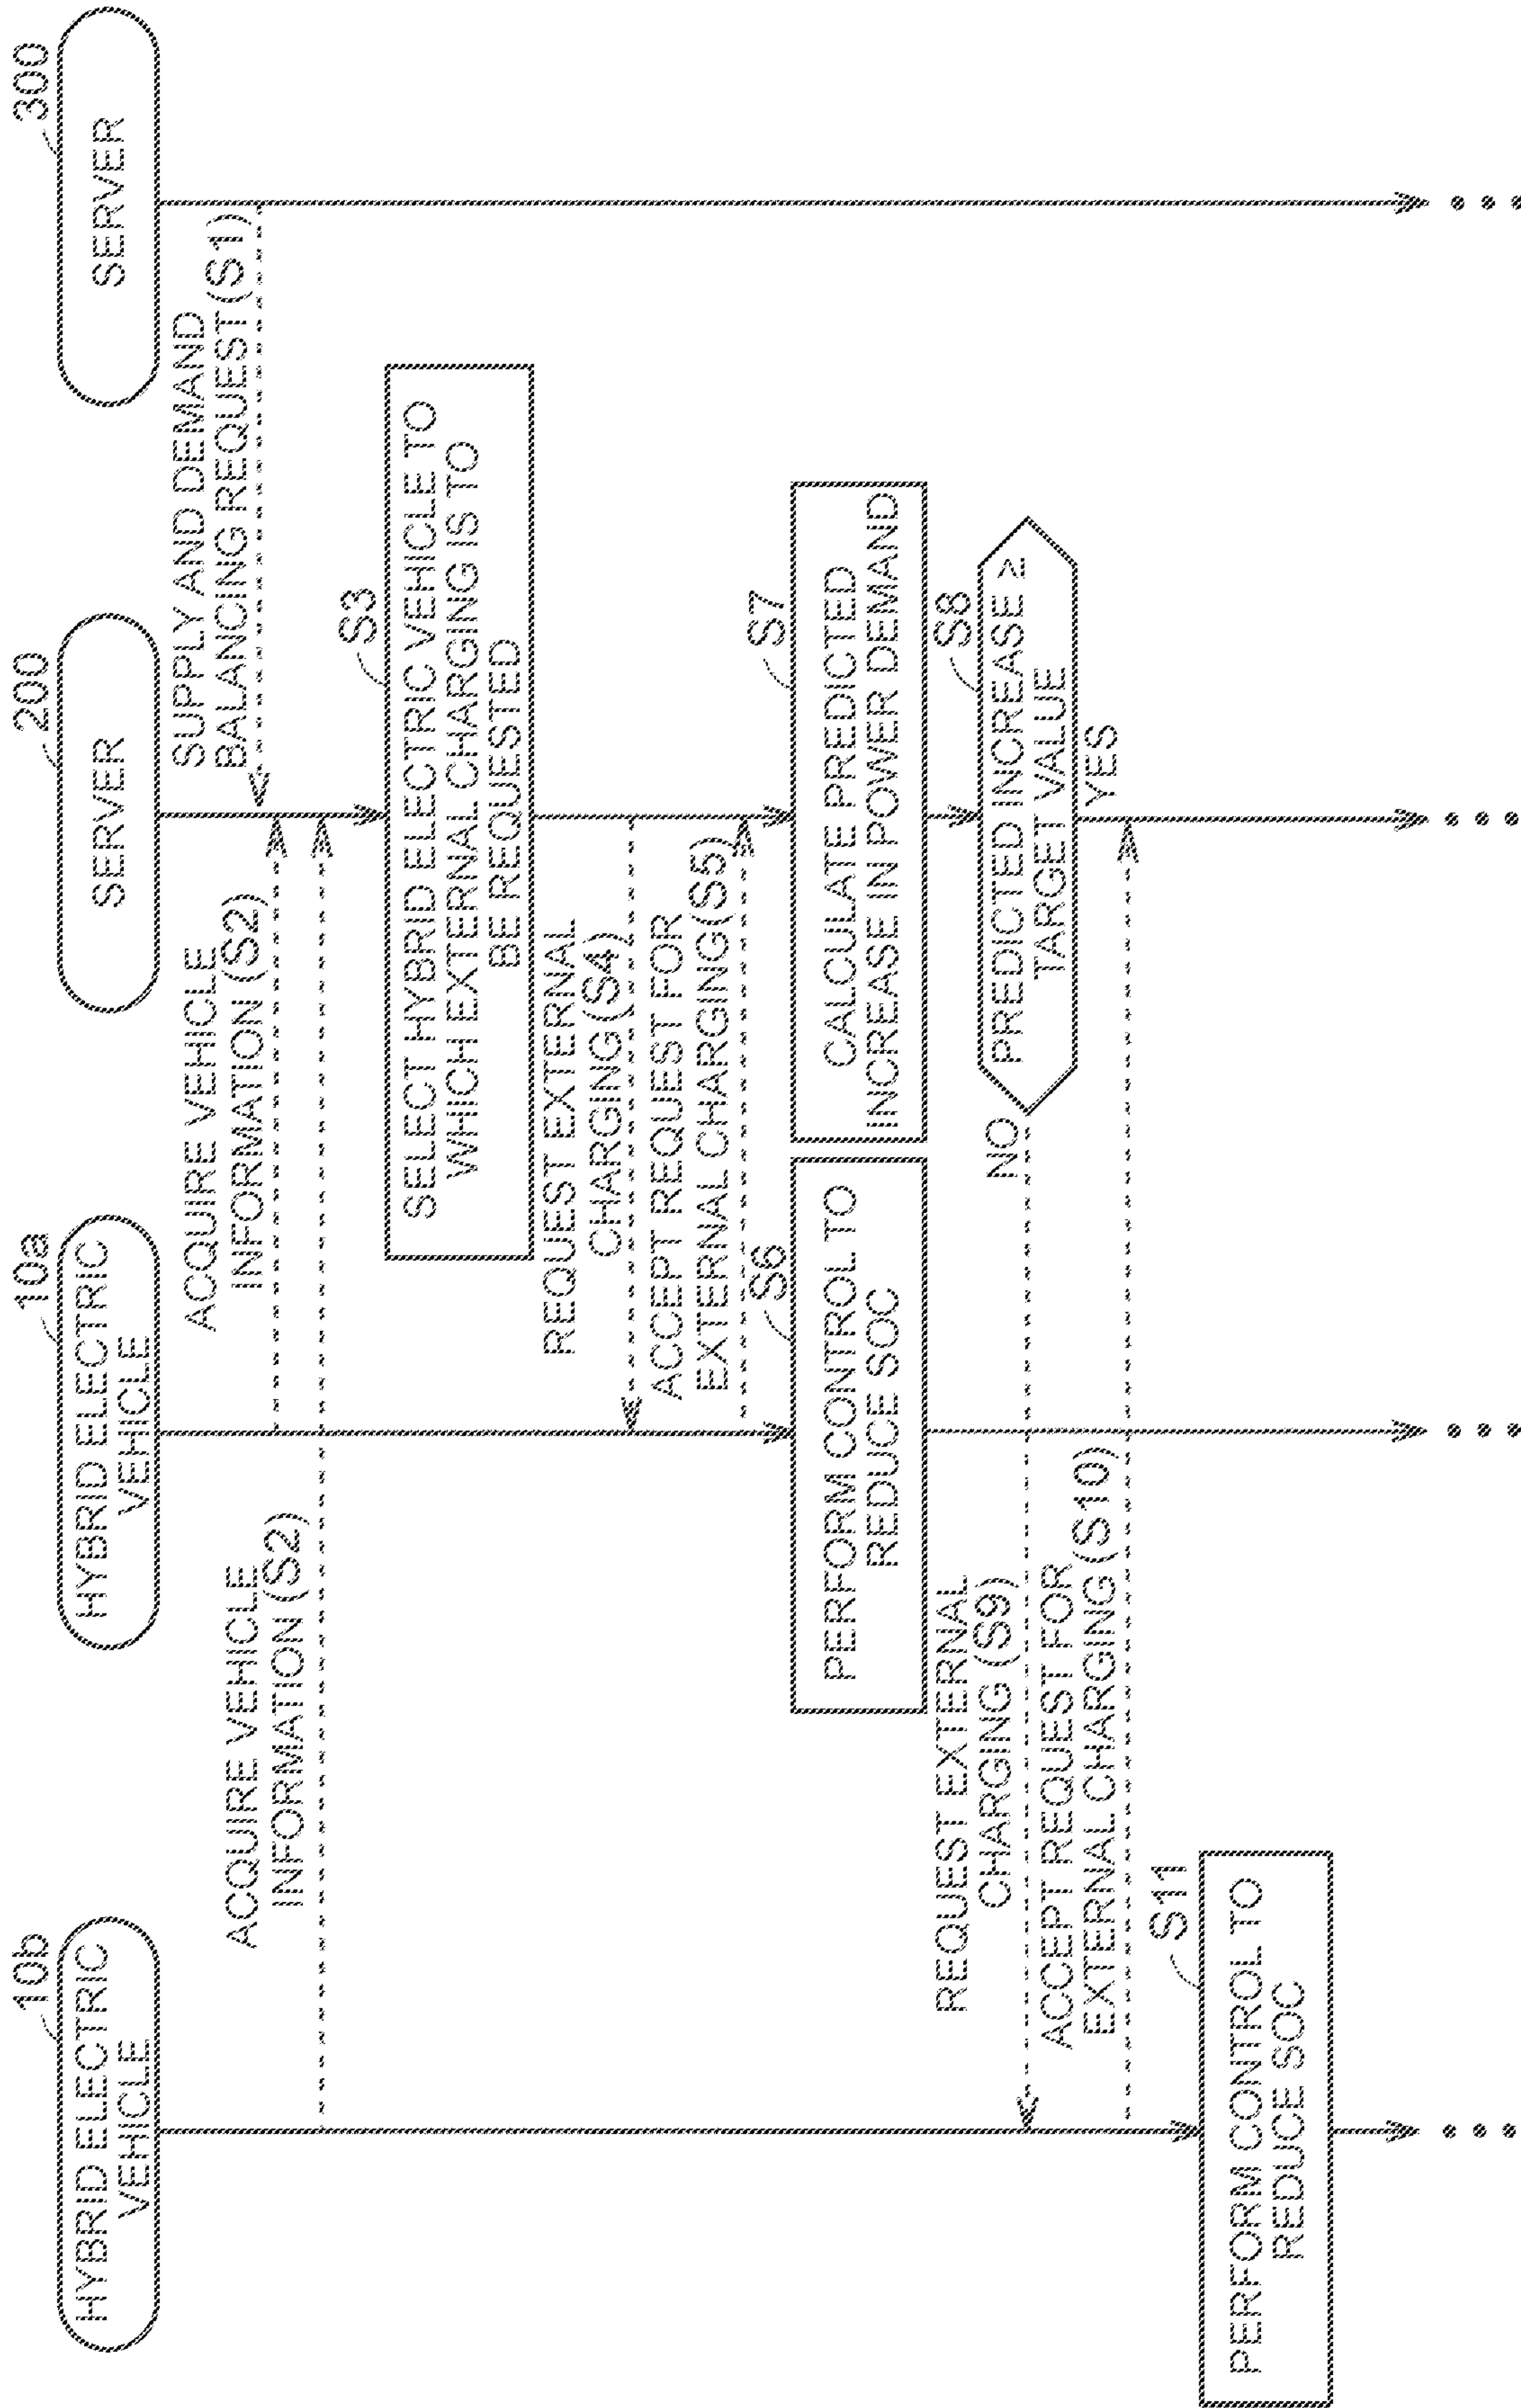 10b
HYBRID ELECTRIC
VEHICLE
10a
HYBRID ELECTRIC
VEHICLE
200
SERVER
300
SERVER
SUPPLY AND DEMAND
BALANCING REQUEST(S1)
ACQUIRE VEHICLE
INFORMATION (S2)
ACQUIRE VEHICLE
INFORMATION (S2)
S3
SELECT HYBRID ELECTRIC VEHICLE TO
WHICH EXTERNAL CHARGING IS TO
BE REQUESTED
REQUEST EXTERNAL
CHARGING(S4)
ACCEPT REQUEST FOR
EXTERNAL CHARGING(S5)
S6
PERFORM CONTROL TO
REDUCE SOC
S7
CALCULATE PREDICTED
INCREASE IN POWER DEMAND
S8
PREDICTED INCREASE ≥
TARGET VALUE
NO
YES
REQUEST EXTERNAL
CHARGING (S9)
ACCEPT REQUEST FOR
EXTERNAL CHARGING(S10)
S11
PERFORM CONTROL TO
REDUCE SOC